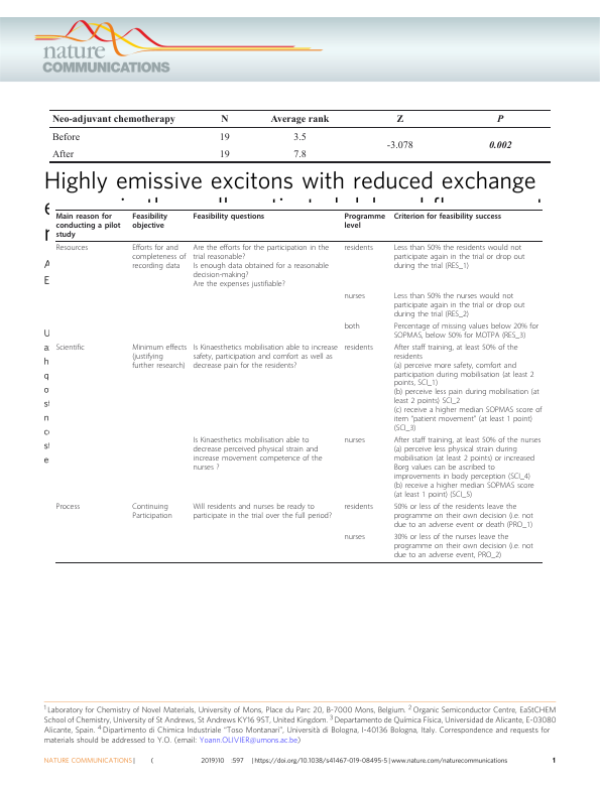 nature
COMMUNICATIONS
Neo-adjuvant chemotherapy N Average rank Z P
Before 19 3.5
-3.078 0.002
After 19 7.8
Highly emissive excitons with reduced exchange
Main reason for Feasibility Feasibility questions Programme Criterion for feasibility success
conducting a pilot objective level
study
Resources Efforts for and Are the efforts for the participation in the residents Less than 50% the residents would not
completeness of trial reasonable? participate again in the trial or drop out
recording data Is enough data obtained for a reasonable during the trial (RES_1)
decision-making?
Are the expenses justifiable?
nurses Less than 50% the nurses would not
participate again in the trial or drop out
during the trial (RES_2)
both Percentage of missing values below 20% for
SOPMAS, below 50% for MOTPA (RES_3)
Scientific Minimum effects Is Kinaesthetics mobilisation able to increase residents After staff training, at least 50% of the
(justifying safety, participation and comfort as well as residents
further research) decrease pain for the residents? (a) perceive more safety, comfort and
participation during mobilisation (at least 2
points, SCI_1)
(b) perceive less pain during mobilisation (at
least 2 points) SCI_2
(c) receive a higher median SOPMAS score of
item "patient movement" (at least 1 point)
(SCI_3)
Is Kinaesthetics mobilisation able to nurses After staff training, at least 50% of the nurses
decrease perceived physical strain and (a) perceive less physical strain during
increase movement competence of the mobilisation (at least 2 points) or increased
nurses ? Borg values can be ascribed to
improvements in body perception (SCI_4)
(b) receive a higher median SOPMAS score
(at least 1 point) (SCI_5)
Process Continuing Will residents and nurses be ready to residents 50% or less of the residents leave the
Participation participate in the trial over the full period? programme on their own decision (i.e. not
due to an adverse event or death (PRO_1)
nurses 30% or less of the nurses leave the
programme on their own decision (i.e. not
due to an adverse event, PRO_2)
1 Laboratory for Chemistry of Novel Materials, University of Mons, Place du Parc 20, B-7000 Mons, Belgium. 2 Organic Semiconductor Centre, EaStCHEM
School of Chemistry, University of St Andrews, St Andrews KY16 9ST, United Kingdom. 3 Departamento de Química Física, Universidad de Alicante, E-03080
Alicante, Spain. 4 Dipartimento di Chimica Industriale "Toso Montanari", Università di Bologna, I-40136 Bologna, Italy. Correspondence and requests for
materials should be addressed to Y.O. (email: Yoann.OLIVIER@umons.ac.be)
NATURE COMMUNICATIONS | ( 2019)10 :597 | https://doi.org/10.1038/s41467-019-08495-5 | www.nature.com/naturecommunications 1